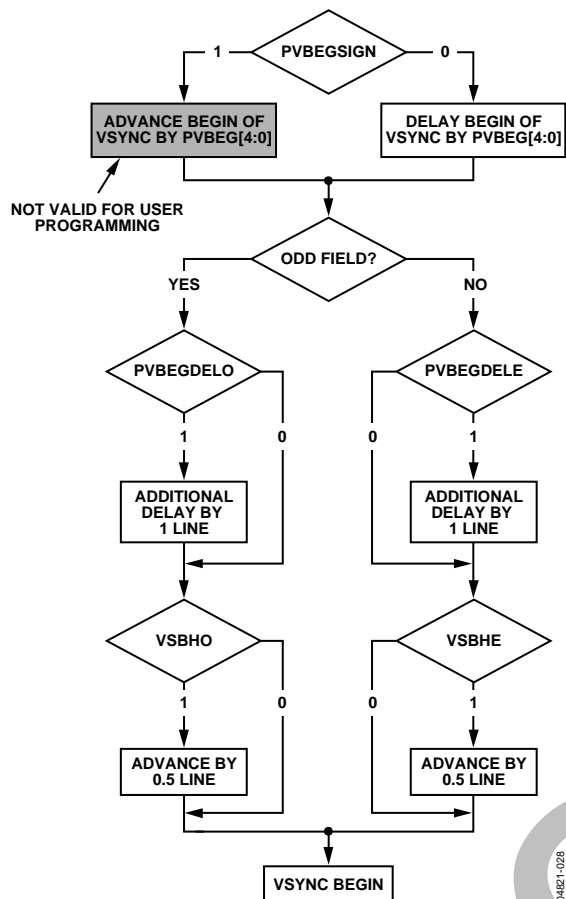 PVBEGSIGN
1
0
ADVANCE BEGIN OF
VSYNC BY PVBEG[4:0]
DELAY BEGIN OF
VSYNC BY PVBEG[4:0]
NOT VALID FOR USER
PROGRAMMING
ODD FIELD?
YES
NO
PVBEGDELO
PVBEGDELE
1
0
0
1
ADDITIONAL
DELAY BY
1 LINE
ADDITIONAL
DELAY BY
1 LINE
VSBHO
VSBHE
1
0
0
1
ADVANCE BY
0.5 LINE
ADVANCE BY
0.5 LINE
VSYNC BEGIN
04821-028